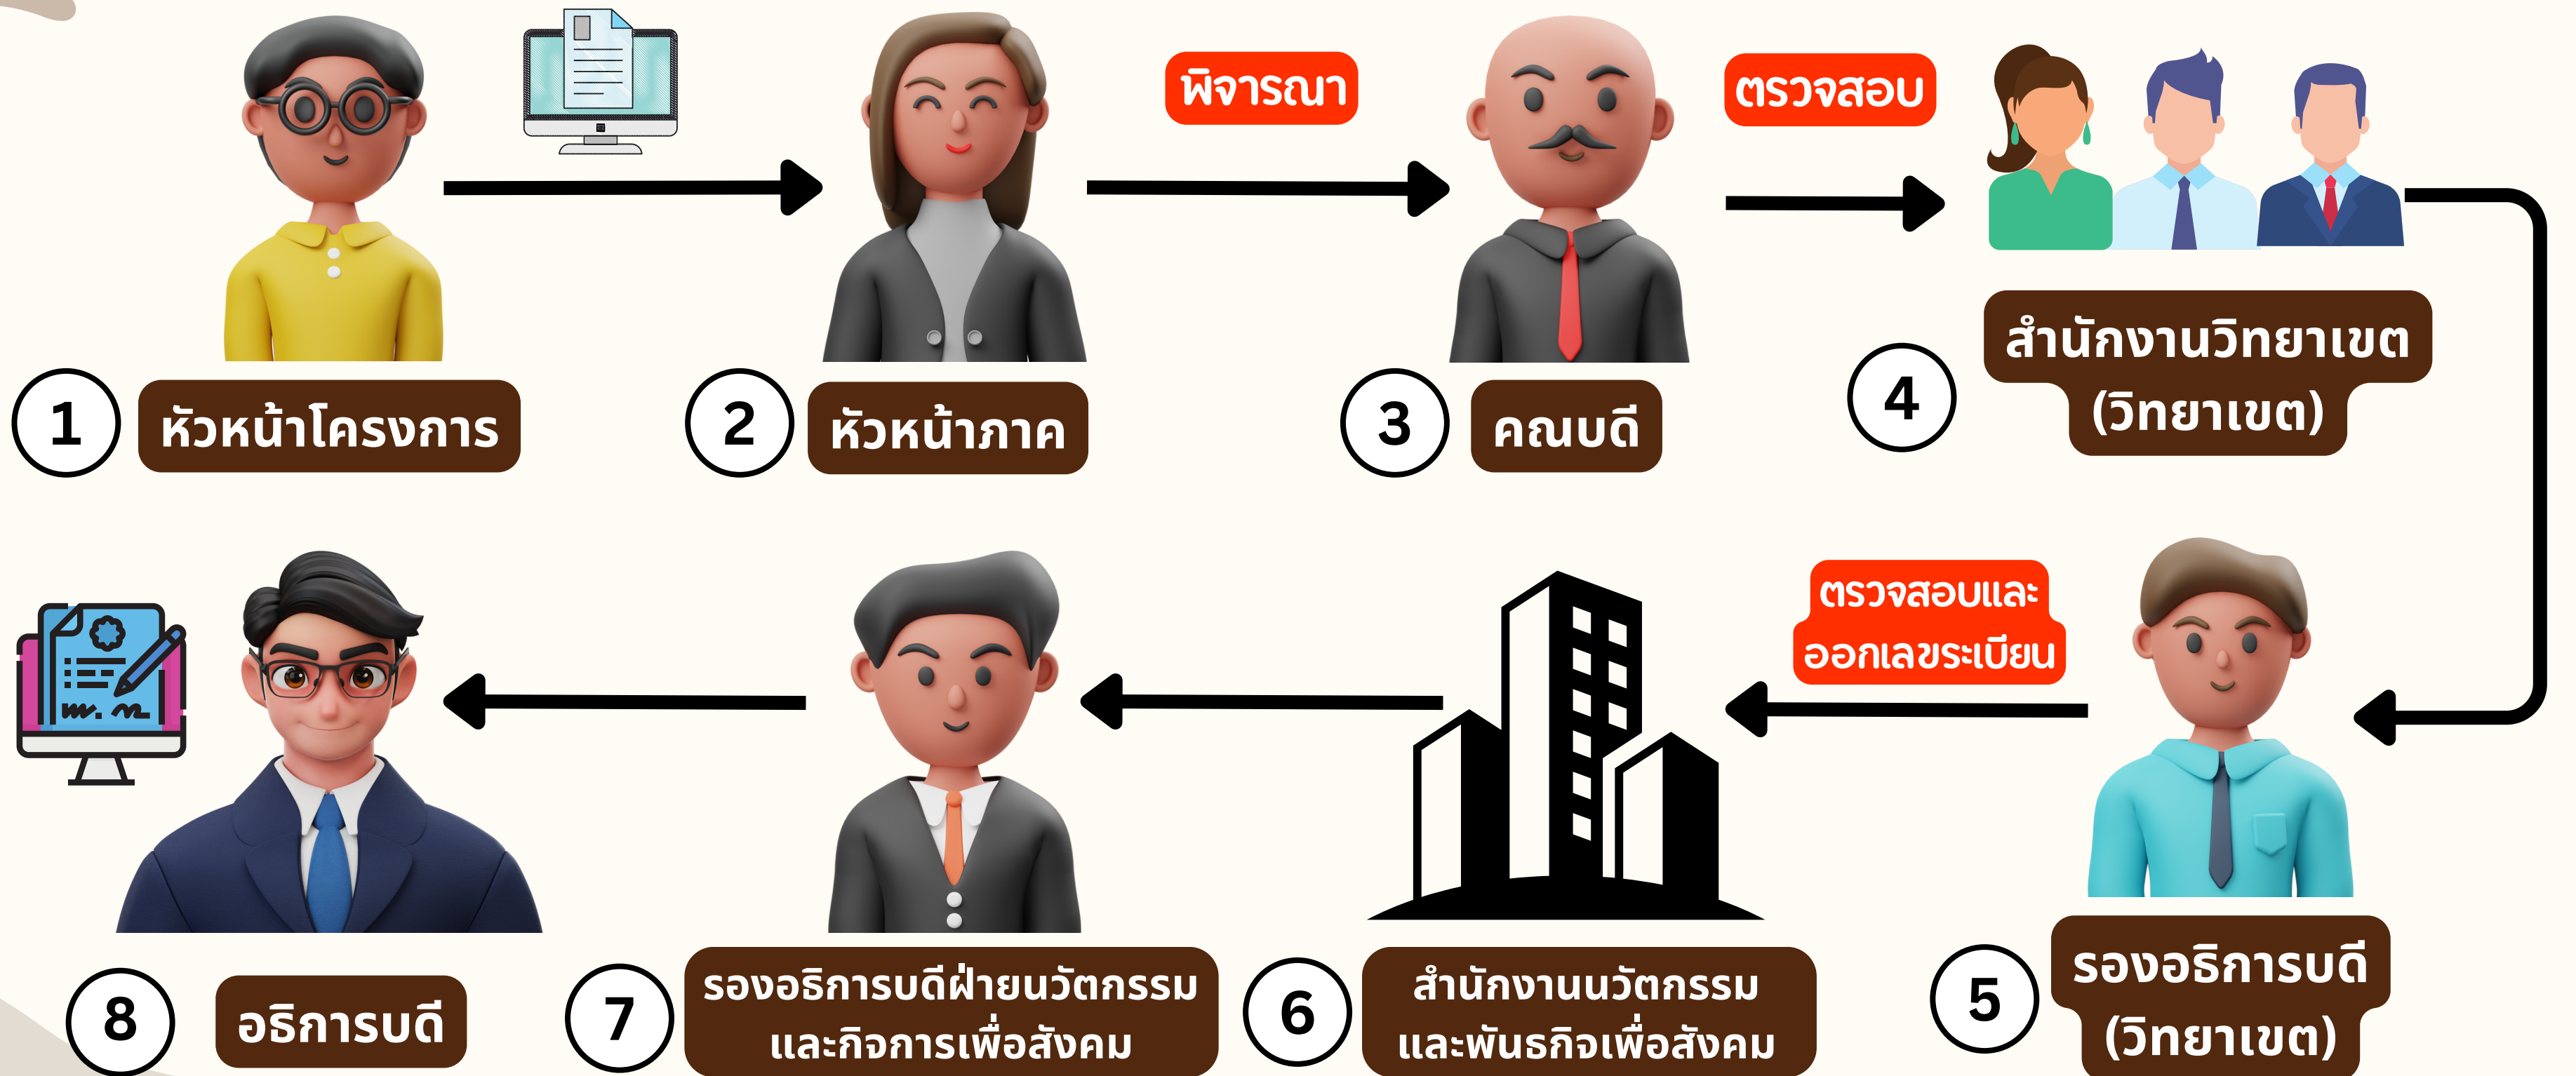 พิจารณา
ตรวจสอบ
1
หัวหน้าโครงการ
2
หัวหน้าภาค
3
คณบดี
4
สำนักงานวิทยาเขต
(วิทยาเขต)
ตรวจสอบและ
ออกเลขระเบียน
5
รองอธิการบดี
(วิทยาเขต)
6
สำนักงานนวัตกรรม
และพันธกิจเพื่อสังคม
7
รองอธิการบดีฝ่ายนวัตกรรม
และกิจการเพื่อสังคม
8
อธิการบดี